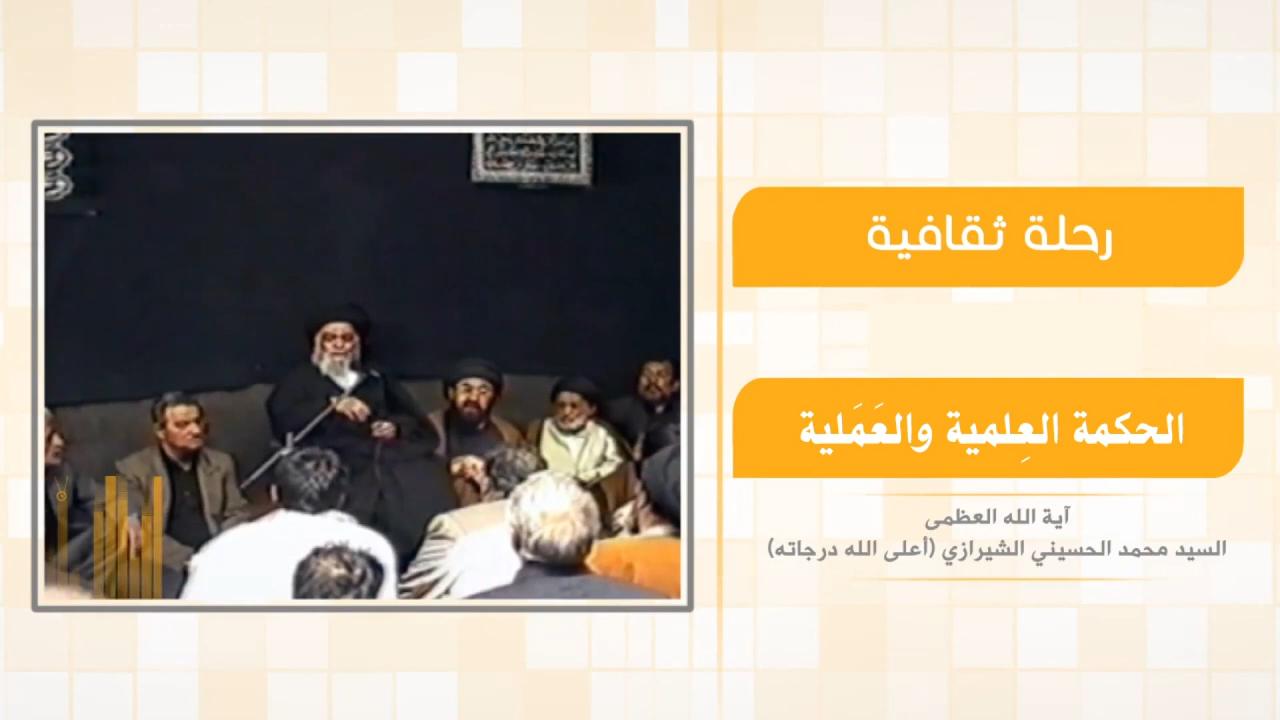 رحلة ثقافية
الحكمة العِلمية والعَمَلية
آية الله العظمى
السيد محمد الحسيني الشيرازي (أعلى الله درجاته)